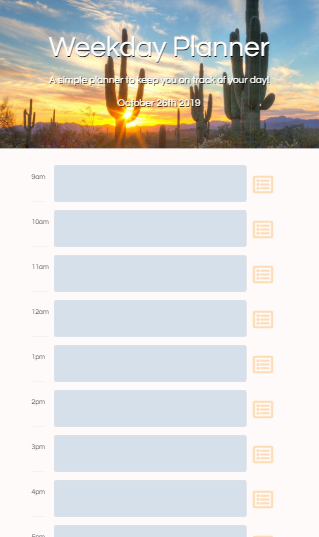 Weekday Planner
A simple planner to keep you on track of your day!
October 26th 2019
9am
10am
11am
12am
1pm
2pm
3pm
4pm
5pm